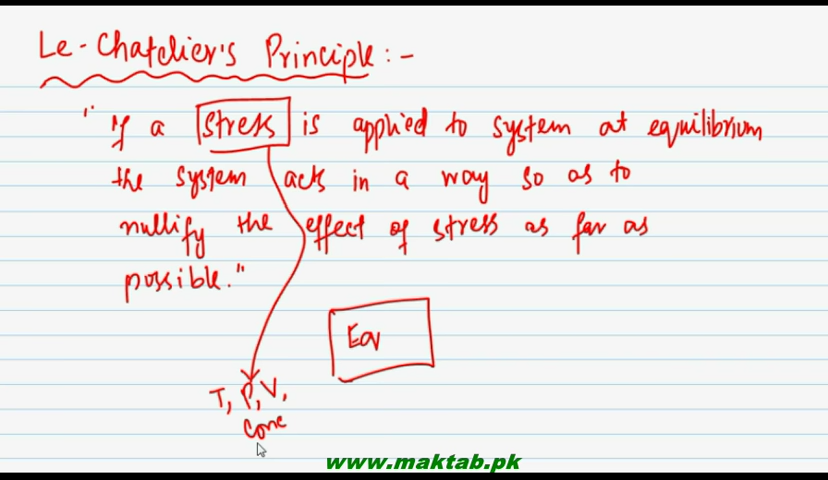 Le-Chatelier's Principle:-
"If a stress is applied to system at equilibrium
the system acts in a way so as to
nullify the effect of stress as far as
possible."
Eq
T, P, V,
Conc
www.maktab.pk